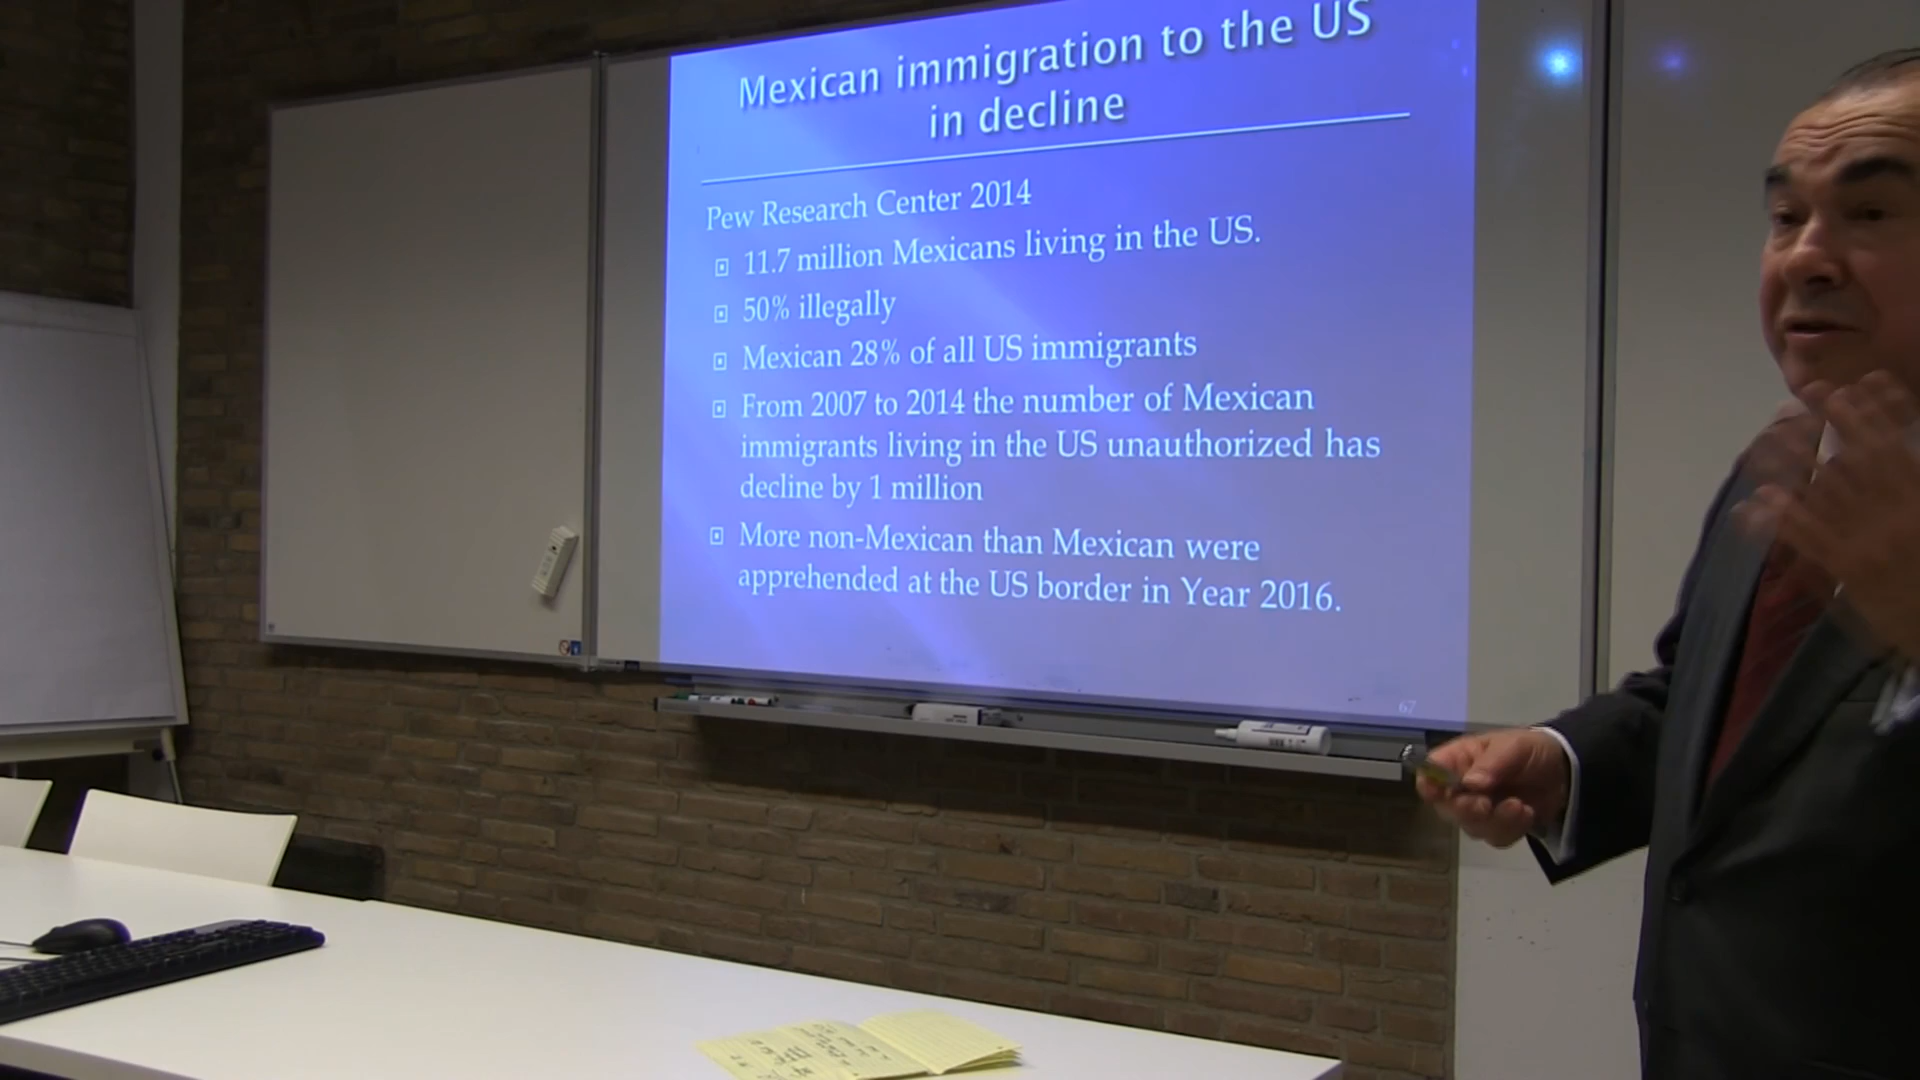 Mexican immigration to the US
in decline
Pew Research Center 2014
11.7 million Mexicans living in the US.
50% illegally
Mexican 28% of all US immigrants
From 2007 to 2014 the number of Mexican
immigrants living in the US unauthorized has
decline by 1 million
More non-Mexican than Mexican were
apprehended at the US border in Year 2016.
67